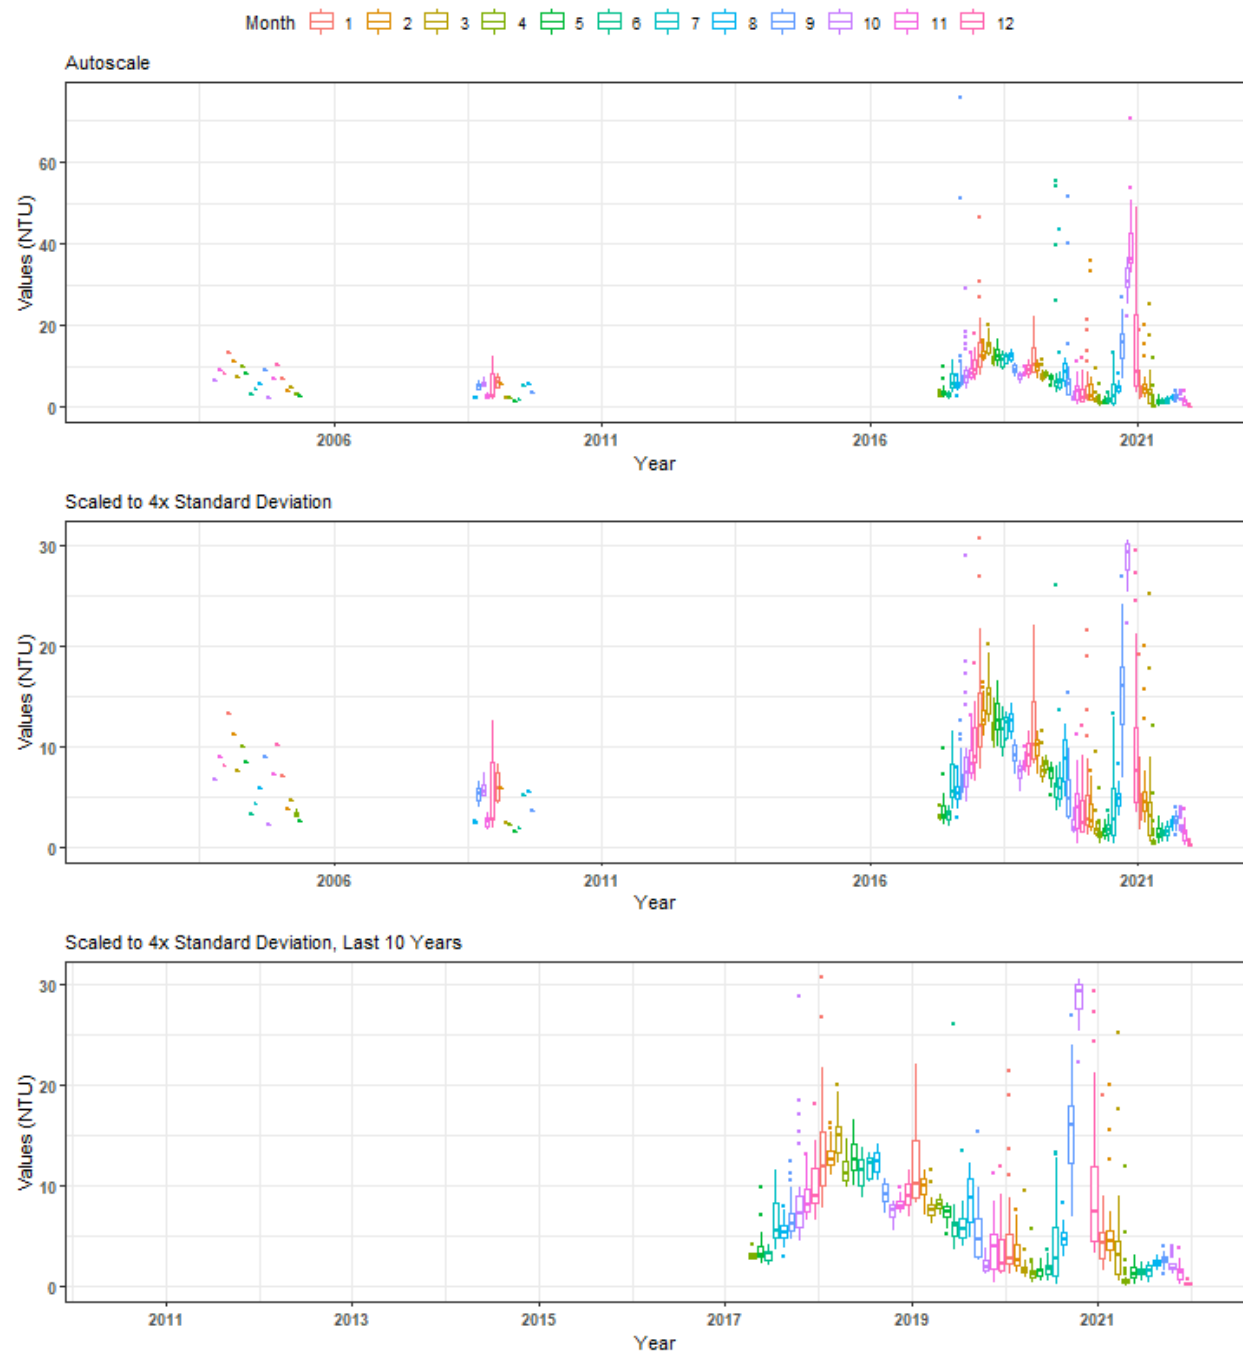 Month 1 2 3 4 5 6 7 8 9 10 11 12
Autoscale
60
40
20
0
Values (NTU)
2006 2011 2016 2021
Year
Scaled to 4x Standard Deviation
30
20
10
0
Values (NTU)
2006 2011 2016 2021
Year
Scaled to 4x Standard Deviation, Last 10 Years
30
20
10
0
Values (NTU)
2011 2013 2015 2017 2019 2021
Year